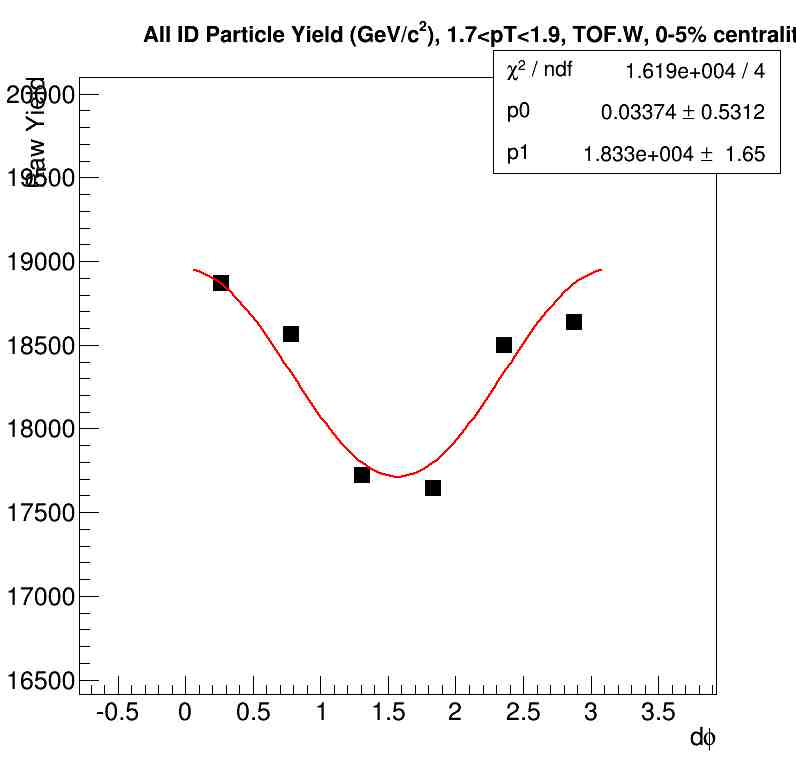 All ID Particle Yield (GeV/c²), 1.7<pT<1.9, TOF.W, 0-5% centralit
χ² / ndf 1.619e+004 / 4
p0 0.03374 ± 0.5312
p1 1.833e+004 ± 1.65
Raw Yield
20000
19500
19000
18500
18000
17500
17000
16500
-0.5 0 0.5 1 1.5 2 2.5 3 3.5
dϕ